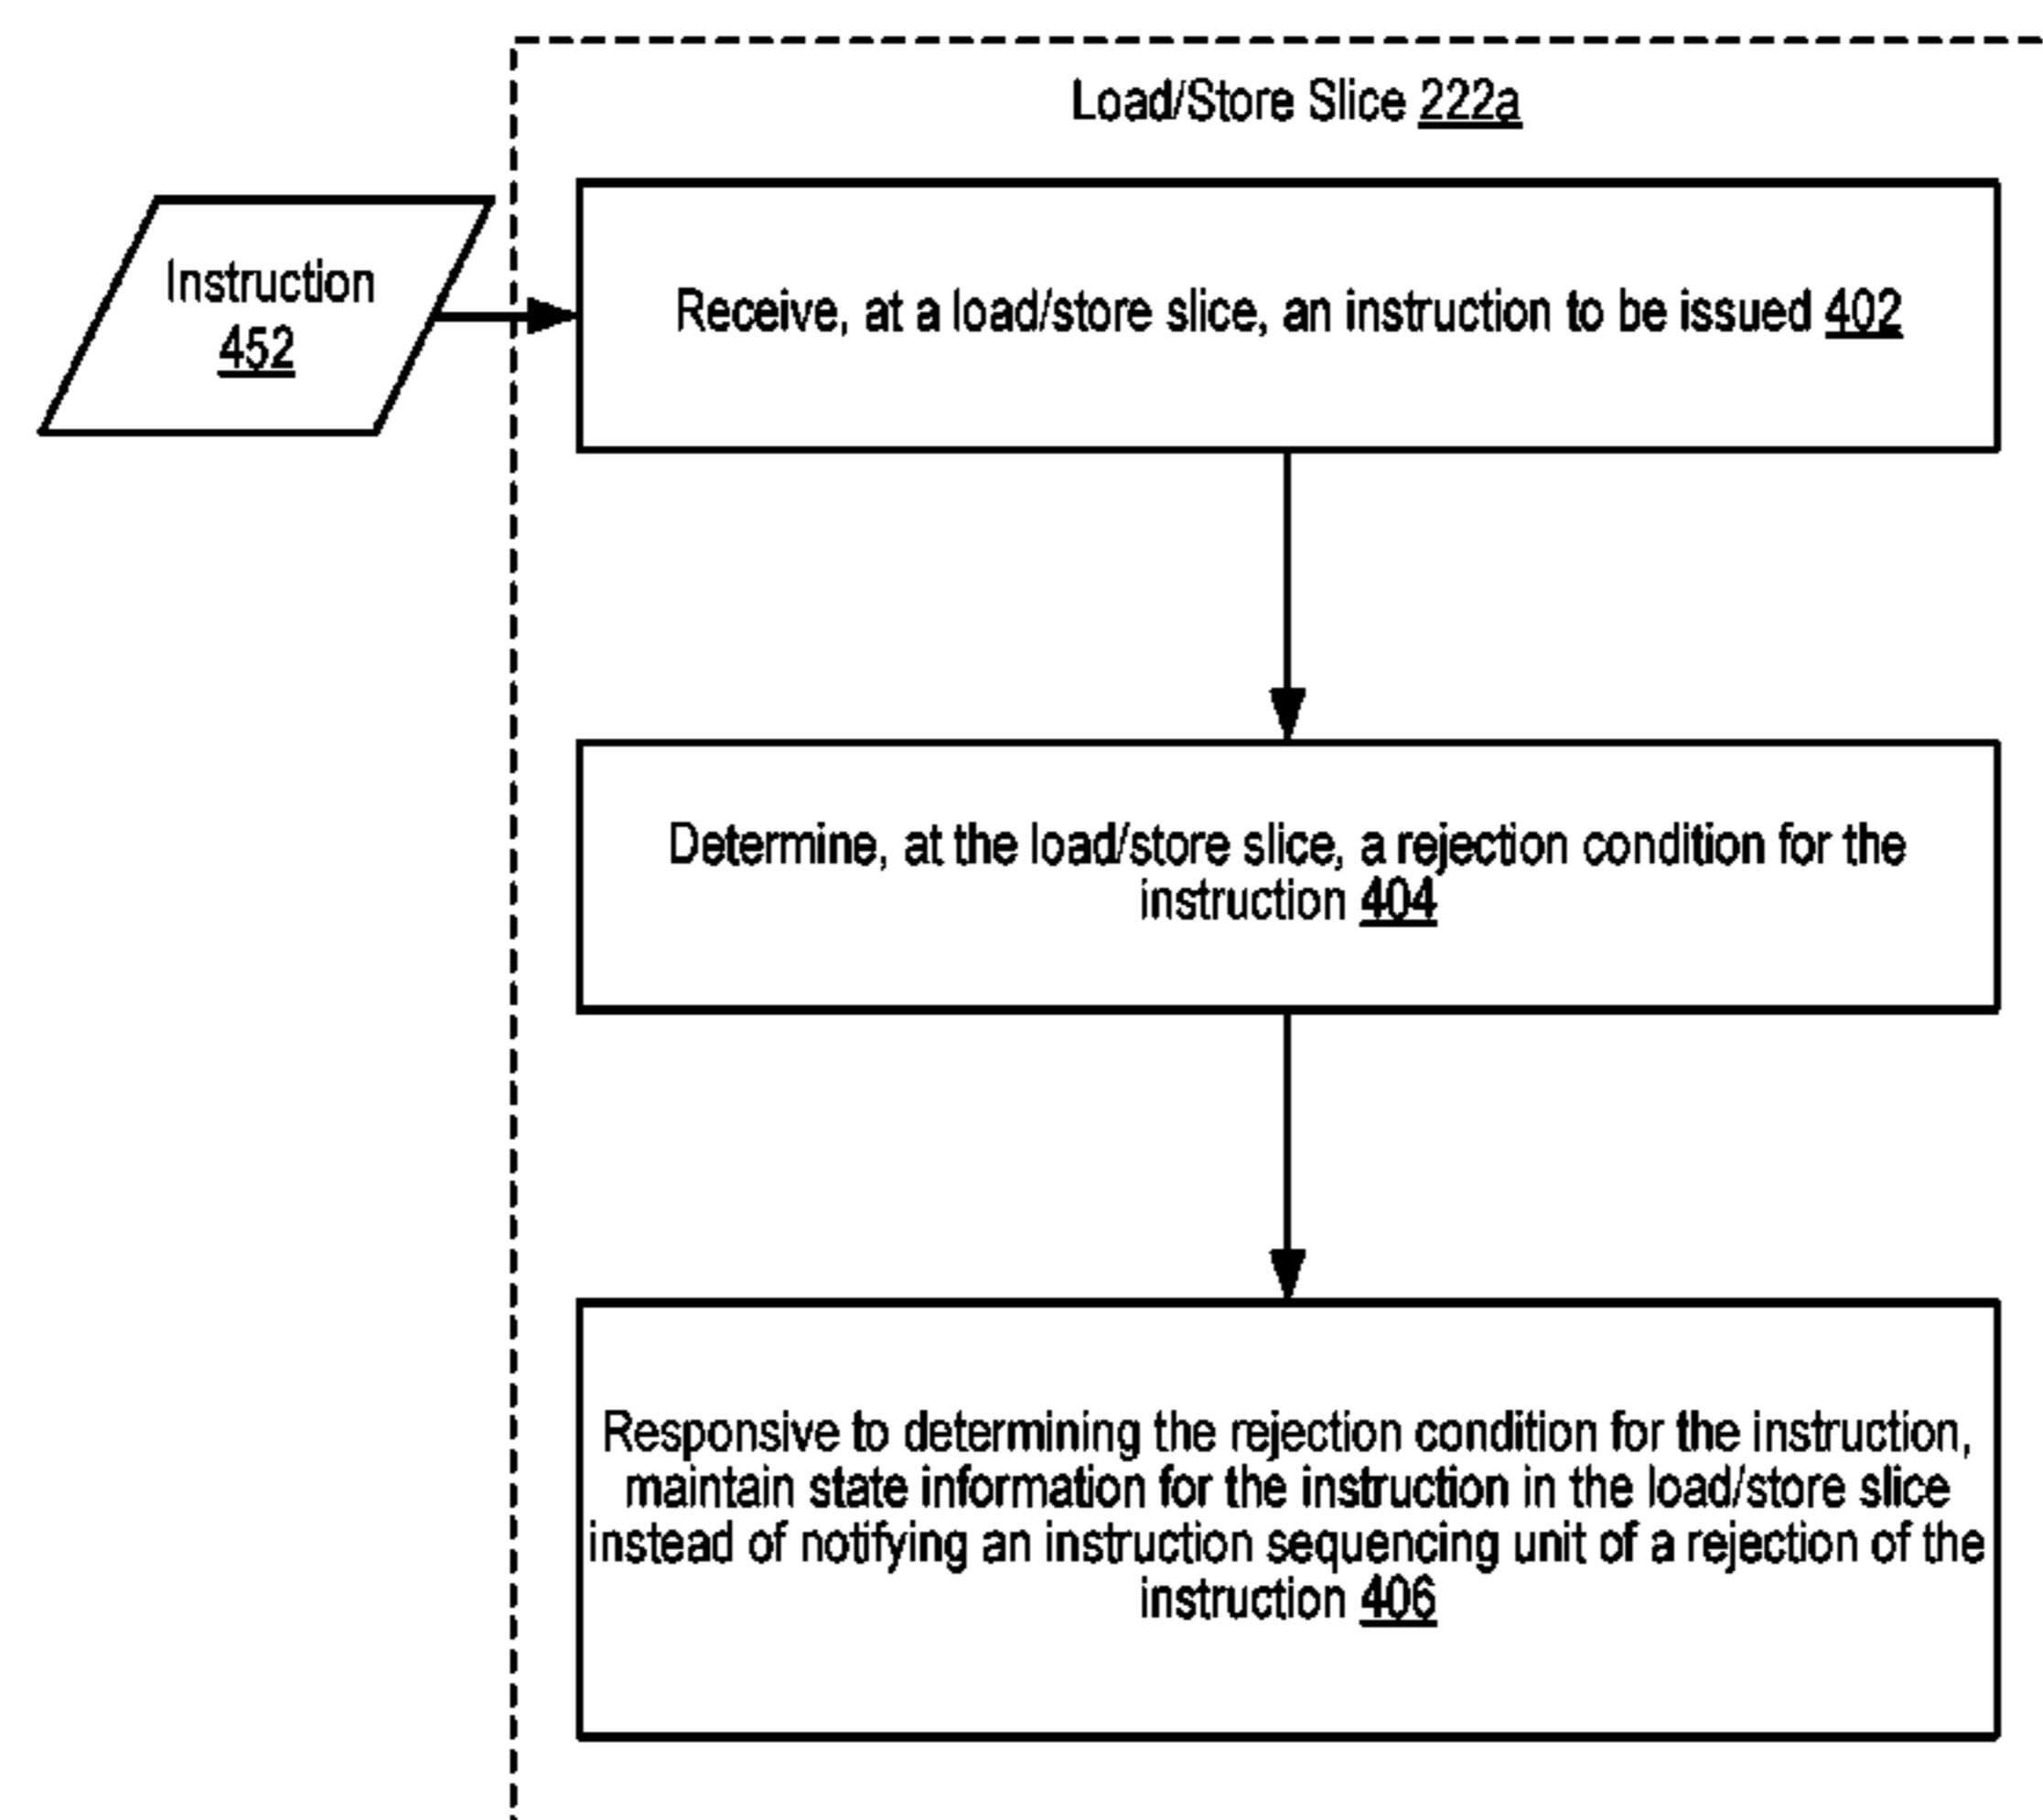 Load/Store Slice 222a
Instruction
452
Receive, at a load/store slice, an instruction to be issued 402
Determine, at the load/store slice, a rejection condition for the
instruction 404
Responsive to determining the rejection condition for the instruction,
maintain state information for the instruction in the load/store slice
instead of notifying an instruction sequencing unit of a rejection of the
instruction 406